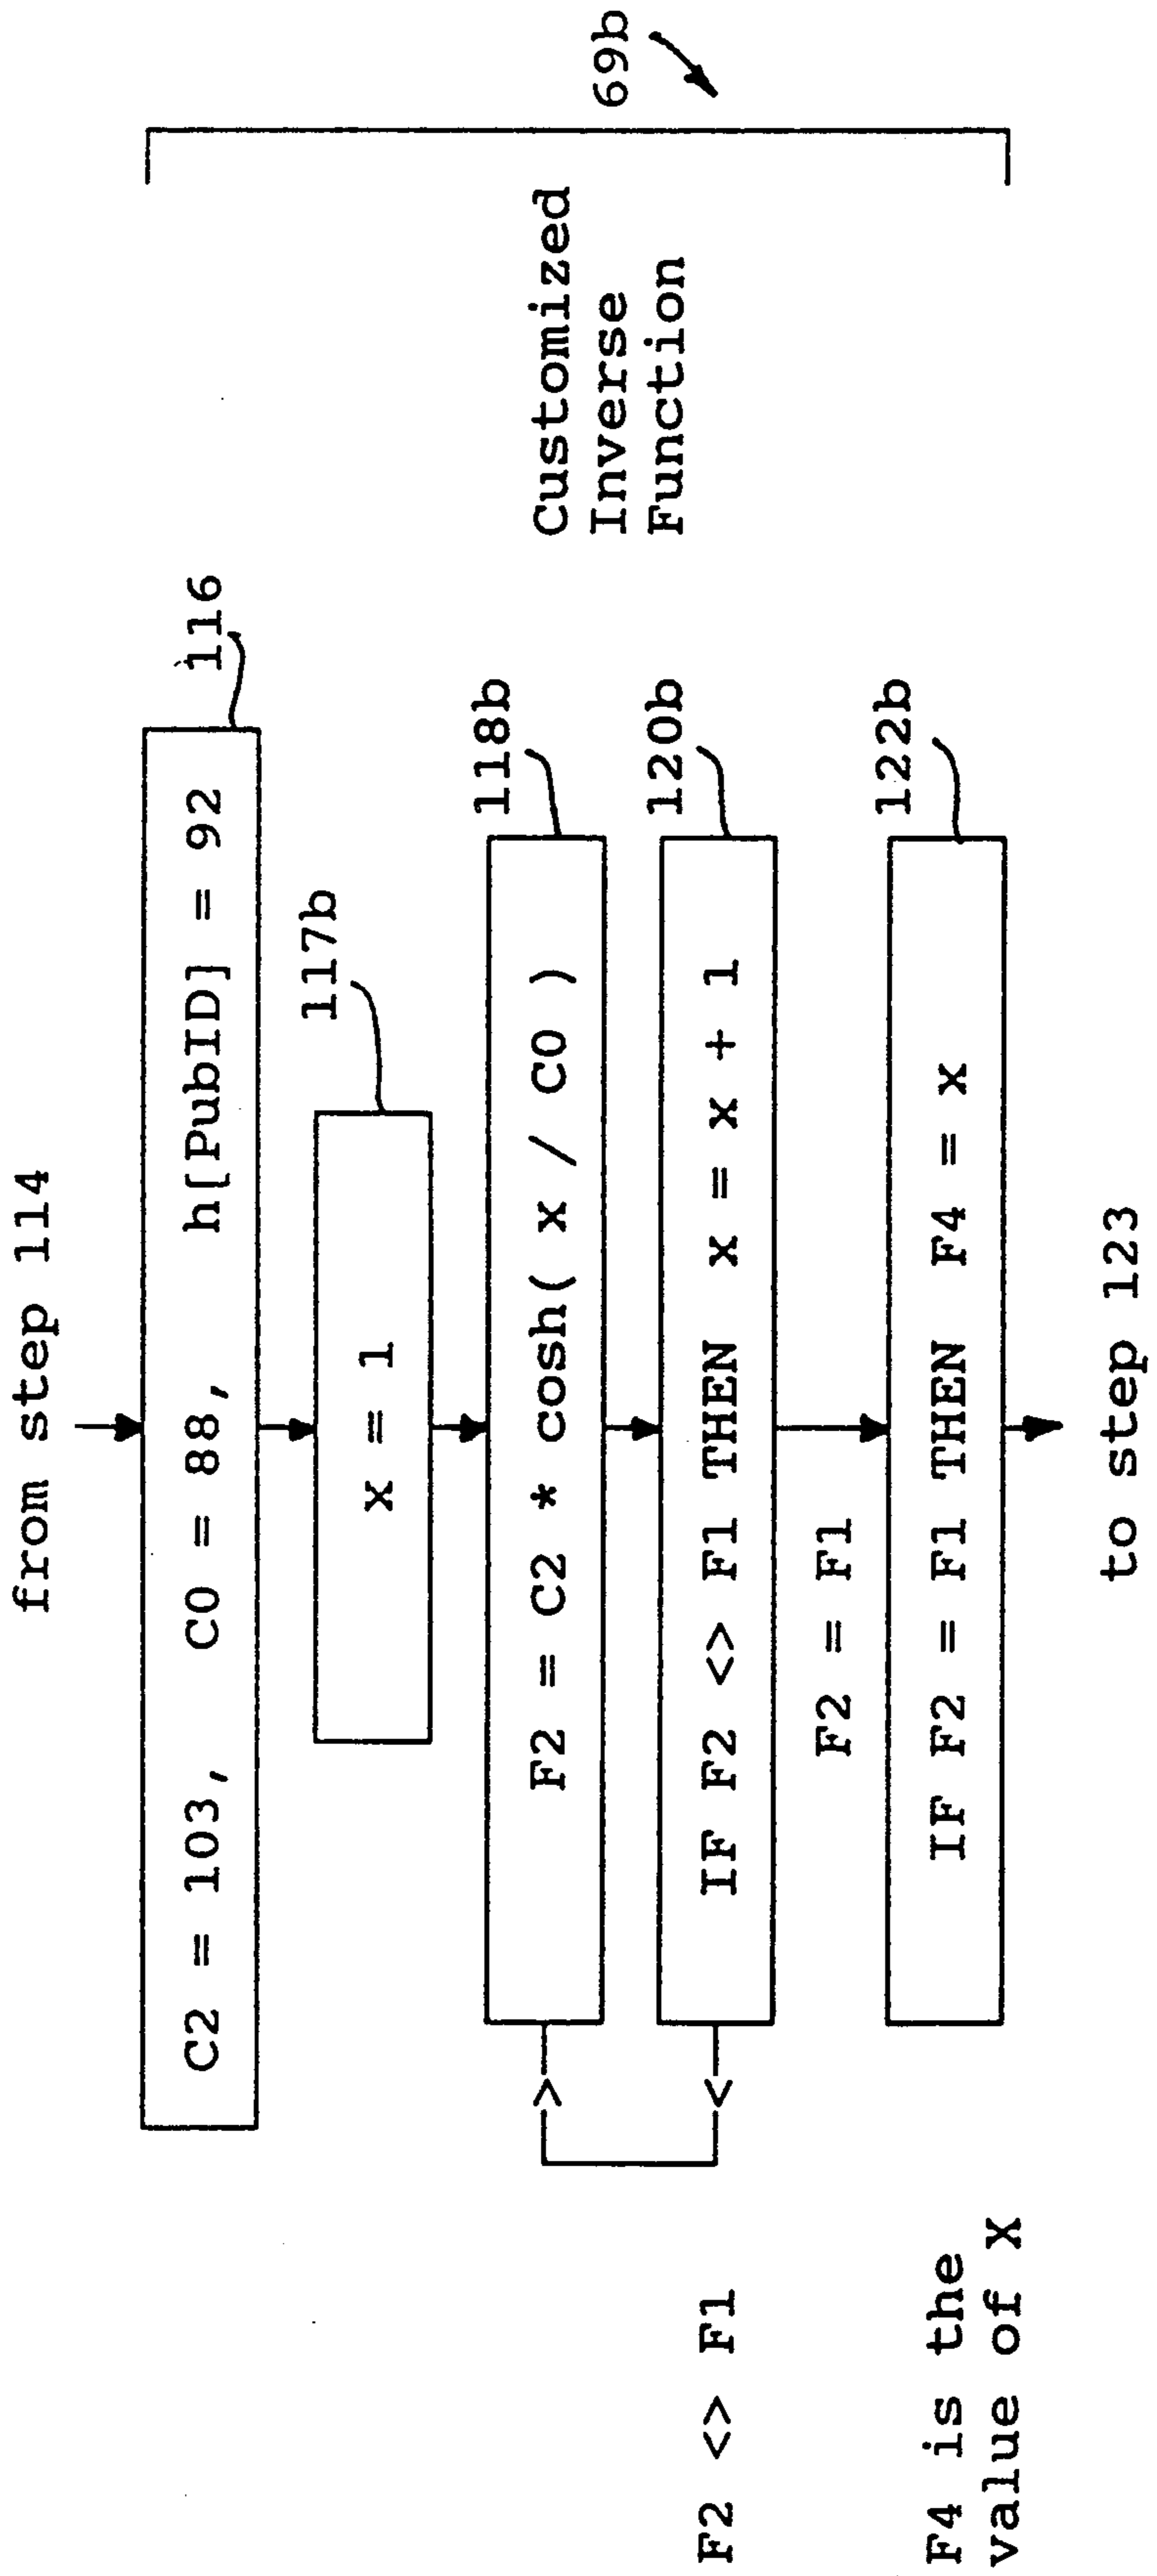 from step 114
C2 = 103, C0 = 88, h[PubID] = 92
116
x = 1
117b
F2 = C2 * cosh( x / C0 )
118b
F2 <> F1
IF F2 <> F1 THEN x = x + 1
120b
F2 = F1
F4 is the
value of X
IF F2 = F1 THEN F4 = x
122b
to step 123
Customized
Inverse
Function
69b